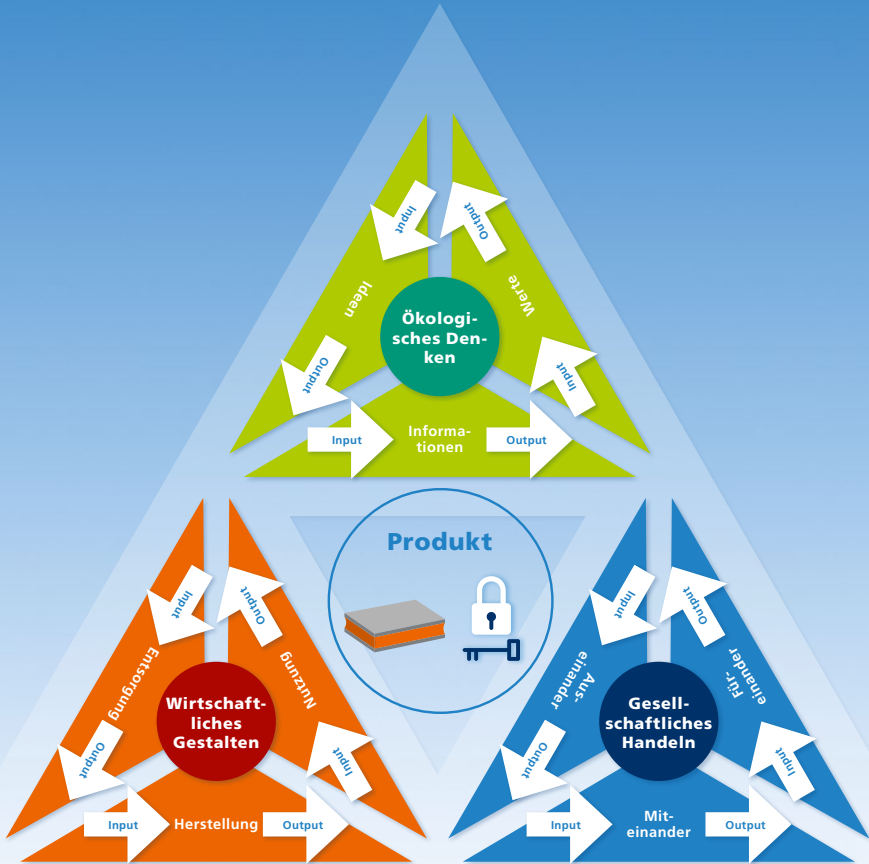 Input
Output
Ideen
Werte
Ökologi-
sches Den-
ken
Output
Input
Input
Informa-
tionen
Output
Produkt
Input
Output
Entsorgung
Nutzung
Wirtschaft-
liches
Gestalten
Output
Input
Input
Herstellung
Output
Input
Output
Aus-
einander
Für-
einander
Gesell-
schaftliches
Handeln
Output
Input
Input
Mit-
einander
Output